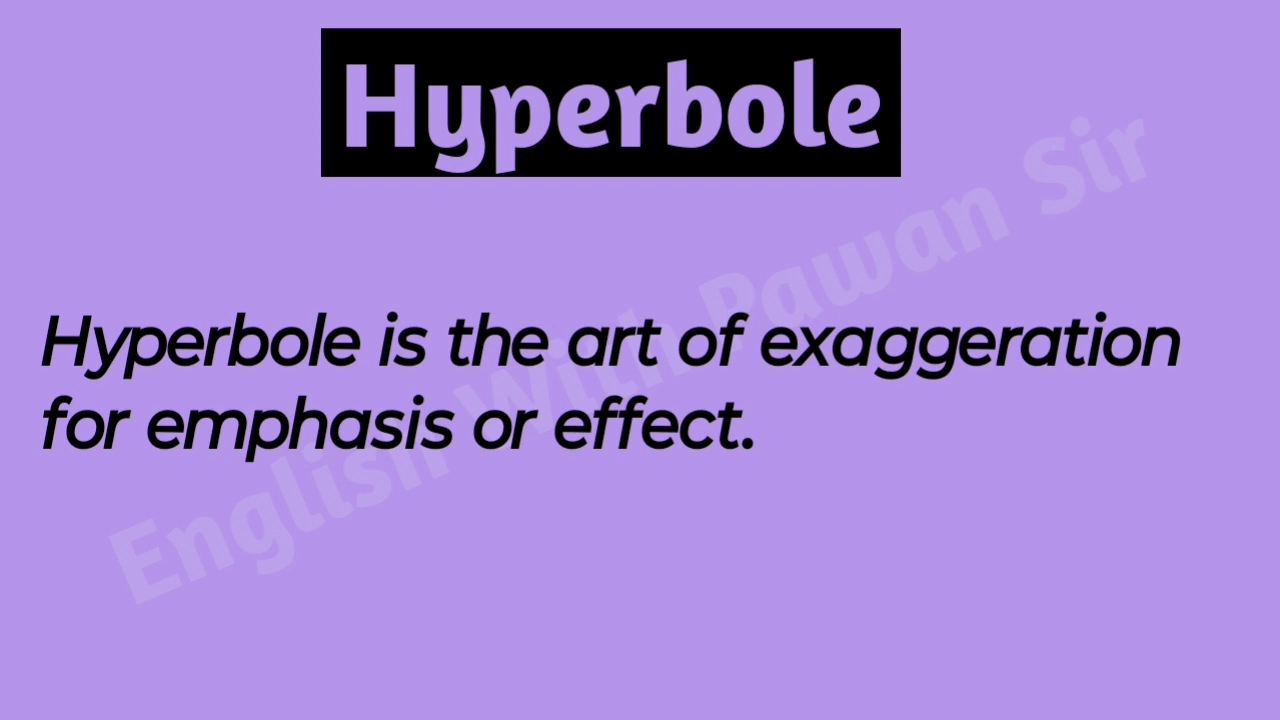 Hyperbole
Hyperbole is the art of exaggeration
for emphasis or effect.
English With Pawan Sir